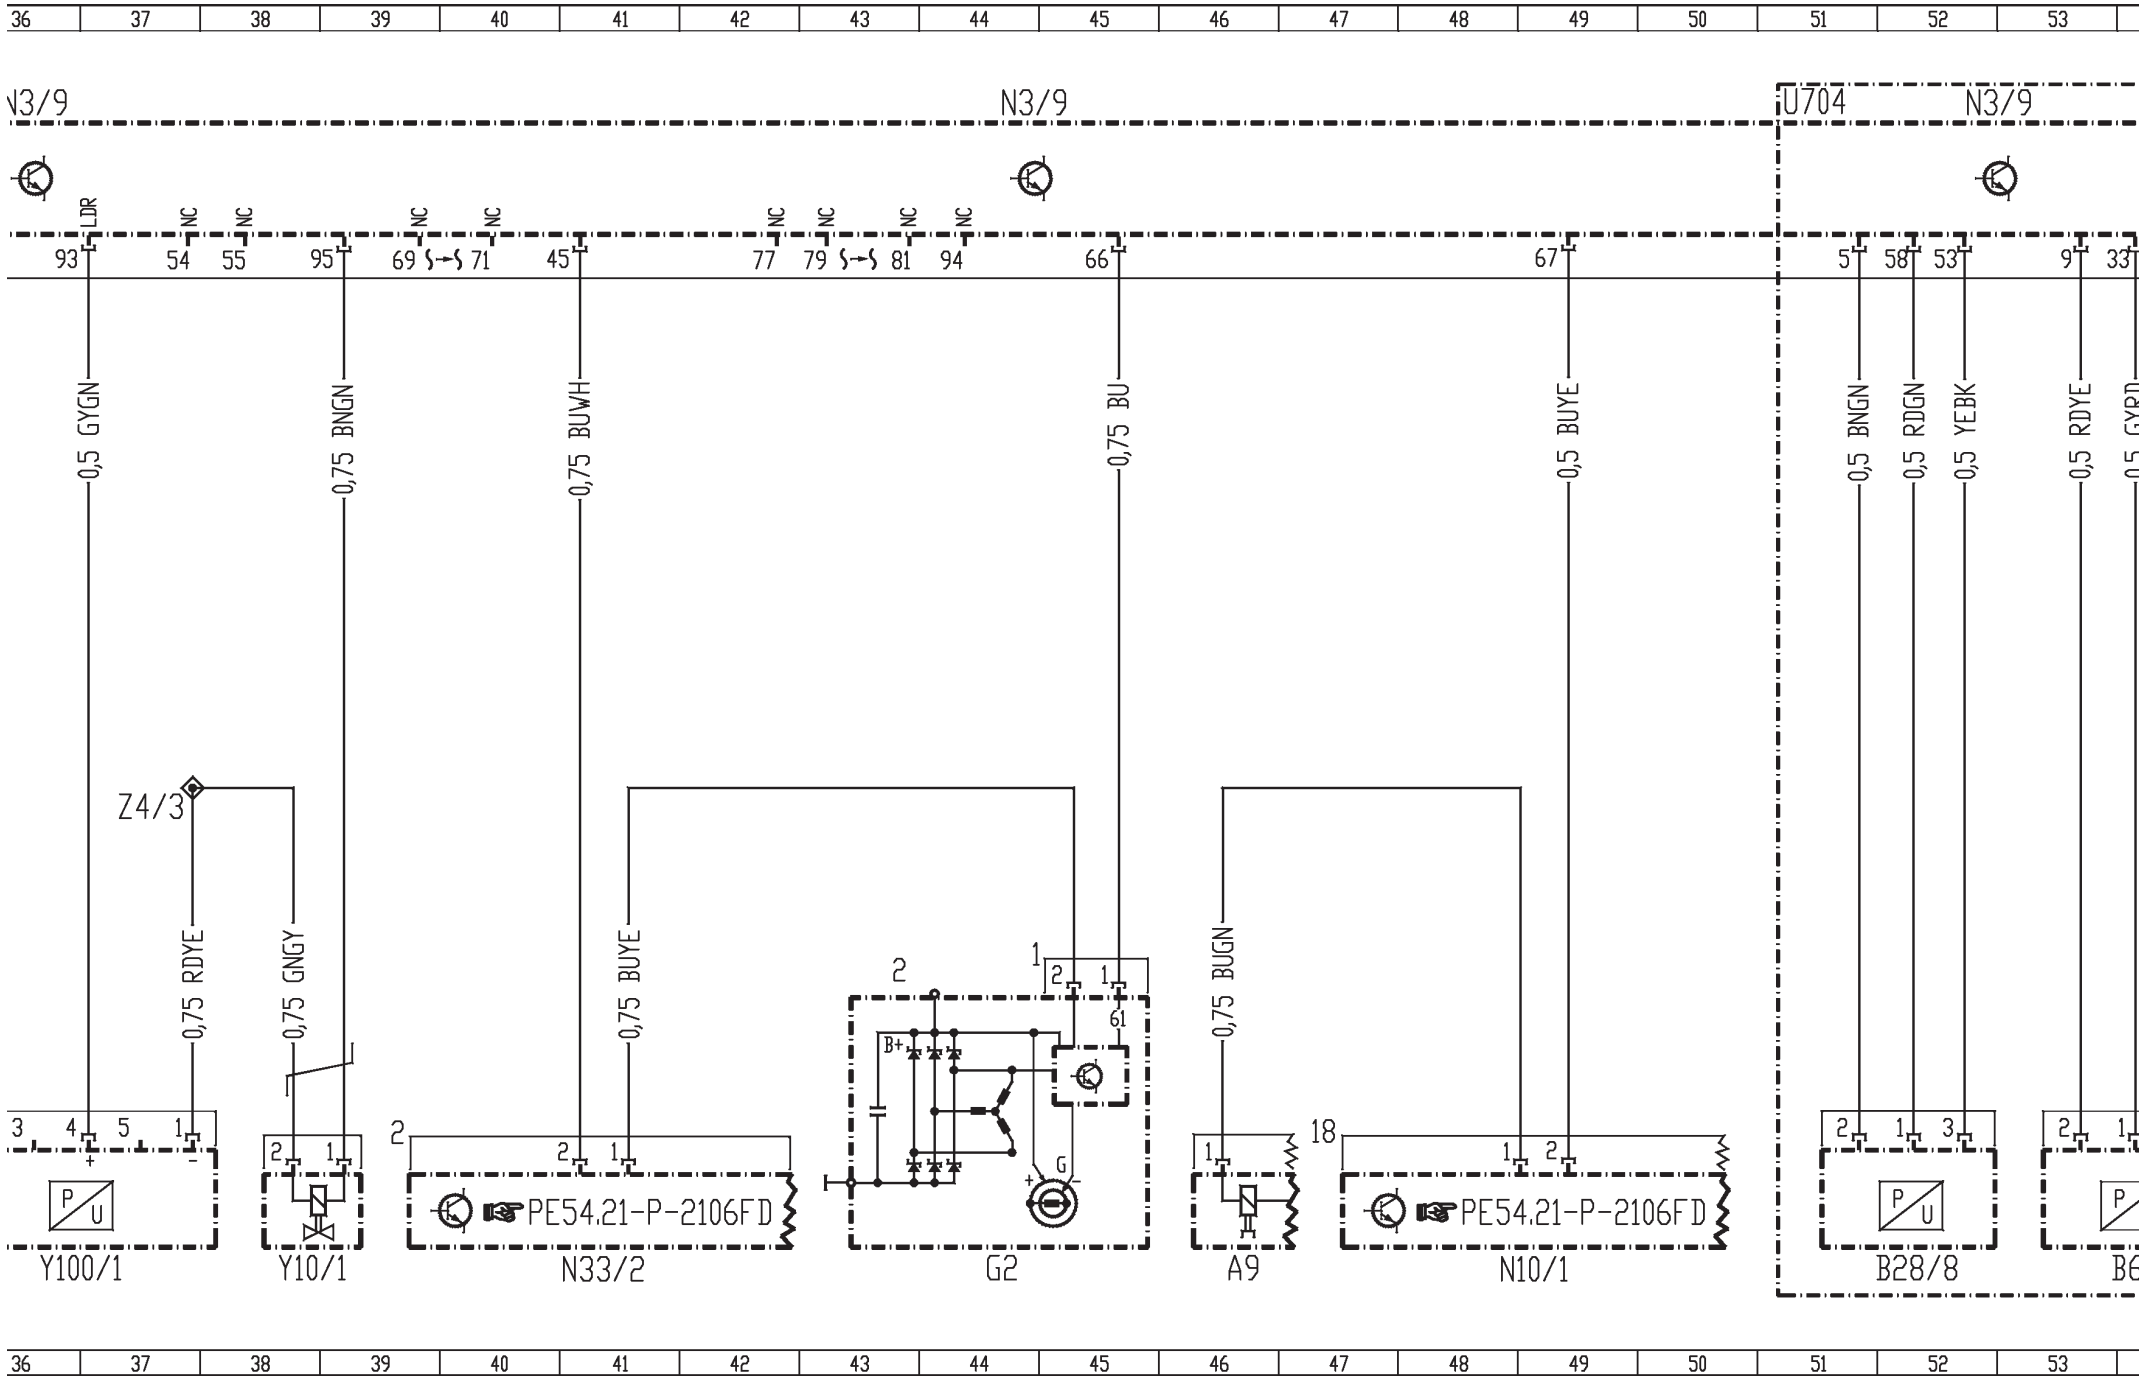 36 37 38 39 40 41 42 43 44 45 46 47 48 49 50 51 52 53
U704
N3/9 N3/9 N3/9
LDR NC NC NC NC NC NC NC NC
93 54 55 95 69 71 45 77 79 81 94 66 67 5 58 53 9 33
0,5 GYGN
0,75 BNGN
0,75 BUWH
0,75 BU
0,5 BUYE
0,5 BNGN
0,5 RDGN
0,5 YEBK
0,5 RDYE
0,5 GYRD
Z4/3
0,75 RDYE
0,75 GNGY
0,75 BUYE
0,75 BUGN
2 1
2 1
61
B+
3 4 5 1
2 1
2
2 1
1
18
1 2
2 1 3
2 1
+ -
G
+ -
P U
PE54.21-P-2106FD
PE54.21-P-2106FD
P U
P
Y100/1 Y10/1 N33/2 G2 A9 N10/1 B28/8 B6
36 37 38 39 40 41 42 43 44 45 46 47 48 49 50 51 52 53